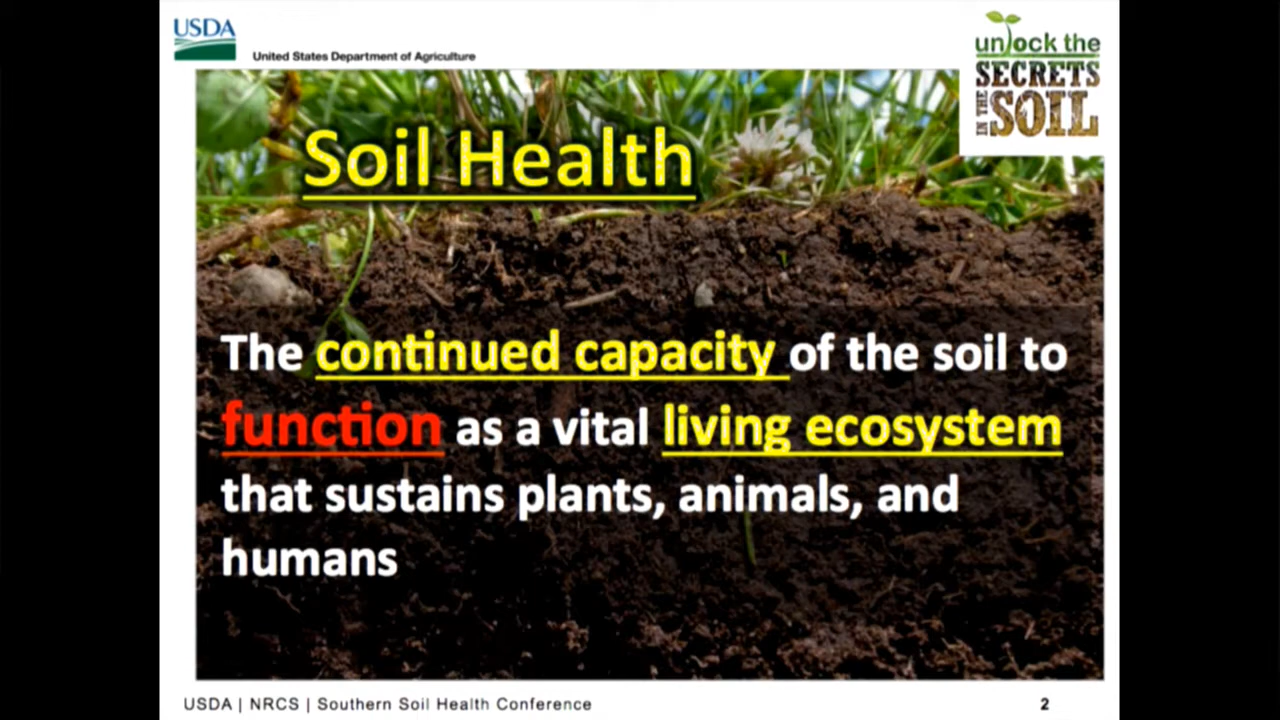 USDA
United States Department of Agriculture
unlock the
SECRETS
IN THE
SOIL
Soil Health
The continued capacity of the soil to
function as a vital living ecosystem
that sustains plants, animals, and
humans
USDA | NRCS | Southern Soil Health Conference
2